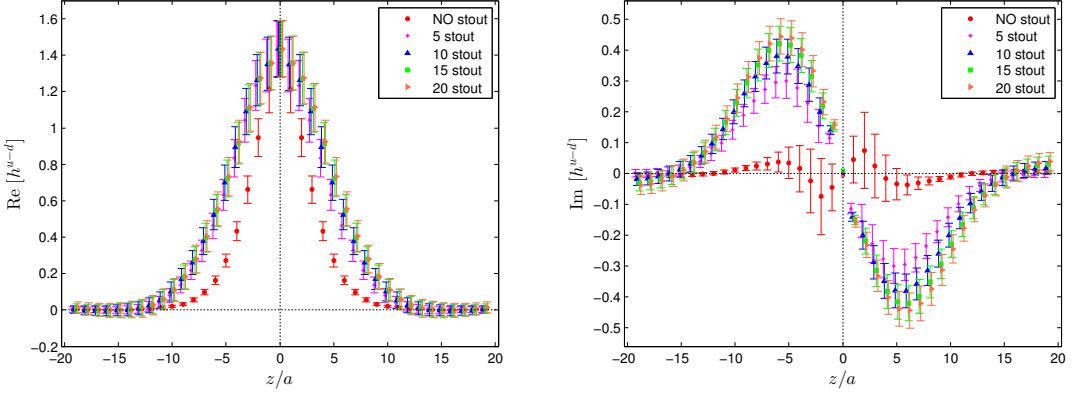 1.6
1.4
1.2
1
0.8
0.6
0.4
0.2
0
−0.2
Re [h^{u−d}]
−20 −15 −10 −5 0 5 10 15 20
z/a
NO stout
5 stout
10 stout
15 stout
20 stout
0.5
0.4
0.3
0.2
0.1
0
−0.1
−0.2
−0.3
−0.4
−0.5
Im [h^{u−d}]
−20 −15 −10 −5 0 5 10 15 20
z/a
NO stout
5 stout
10 stout
15 stout
20 stout